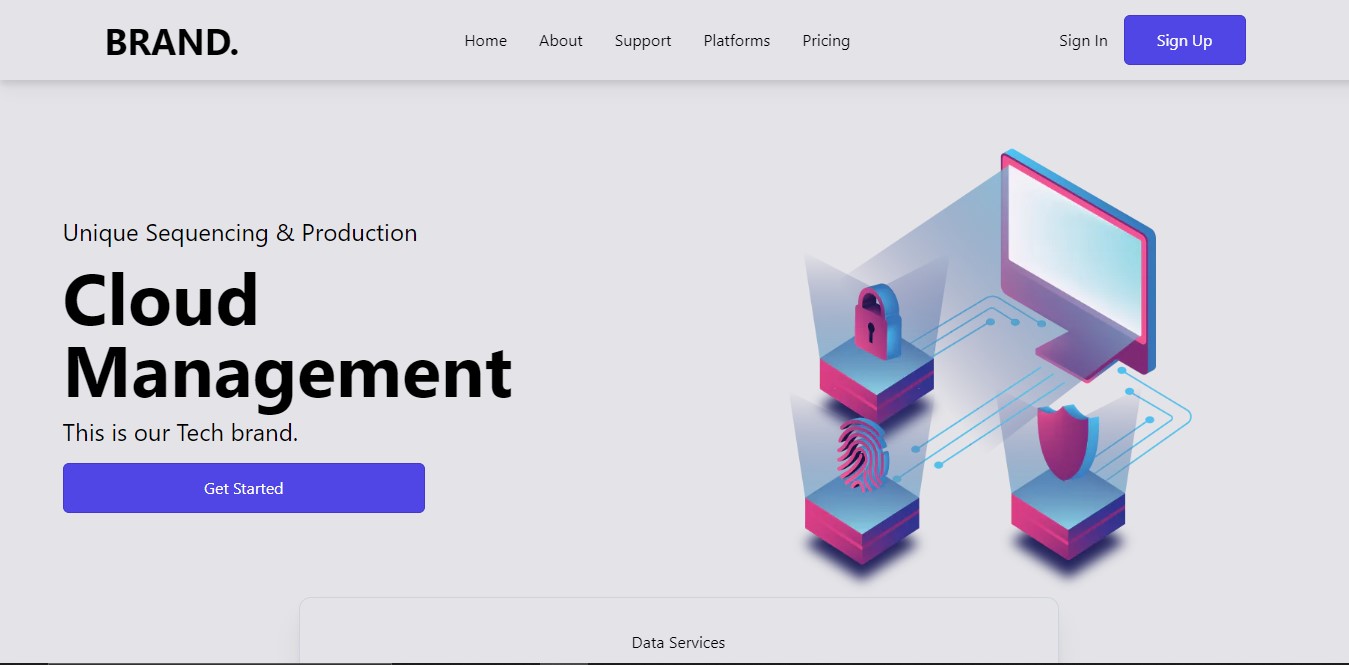 BRAND.
Home About Support Platforms Pricing
Sign In Sign Up
Unique Sequencing & Production
Cloud
Management
This is our Tech brand.
Get Started
Data Services